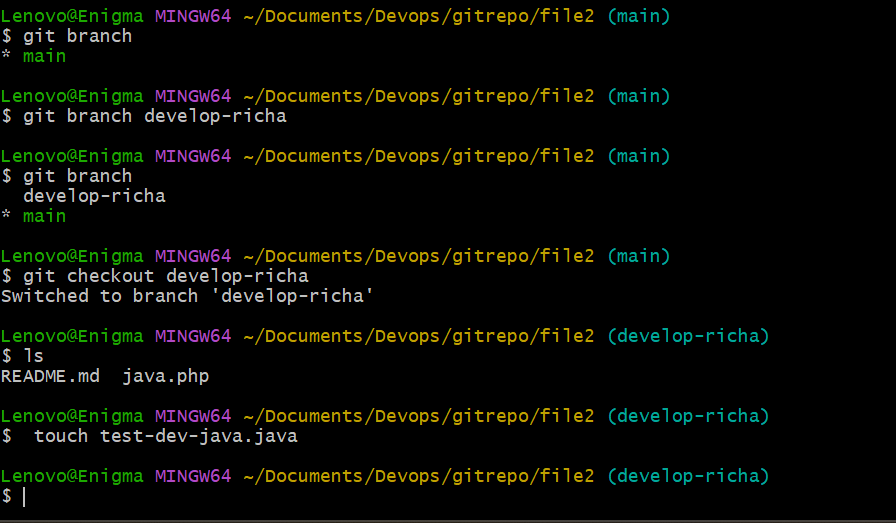 Lenovo@Enigma MINGW64 ~/Documents/Devops/gitrepo/file2 (main)
$ git branch
* main
Lenovo@Enigma MINGW64 ~/Documents/Devops/gitrepo/file2 (main)
$ git branch develop-richa
Lenovo@Enigma MINGW64 ~/Documents/Devops/gitrepo/file2 (main)
$ git branch
  develop-richa
* main
Lenovo@Enigma MINGW64 ~/Documents/Devops/gitrepo/file2 (main)
$ git checkout develop-richa
Switched to branch 'develop-richa'
Lenovo@Enigma MINGW64 ~/Documents/Devops/gitrepo/file2 (develop-richa)
$ ls
README.md  java.php
Lenovo@Enigma MINGW64 ~/Documents/Devops/gitrepo/file2 (develop-richa)
$  touch test-dev-java.java
Lenovo@Enigma MINGW64 ~/Documents/Devops/gitrepo/file2 (develop-richa)
$